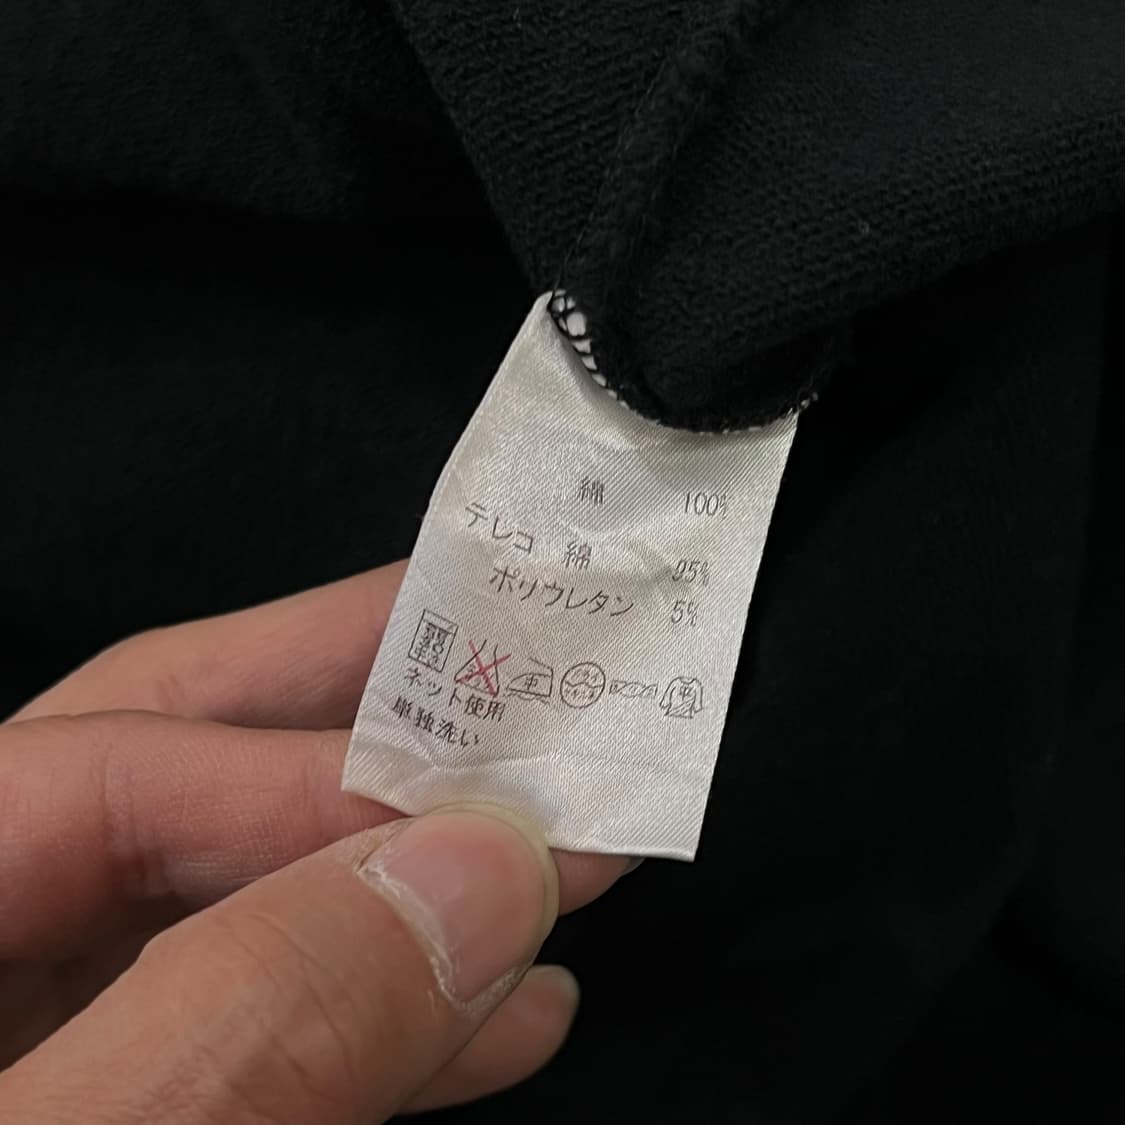 綿 100%
テレコ 綿 95%
ポリウレタン 5%
中
ネット使用
単独洗い